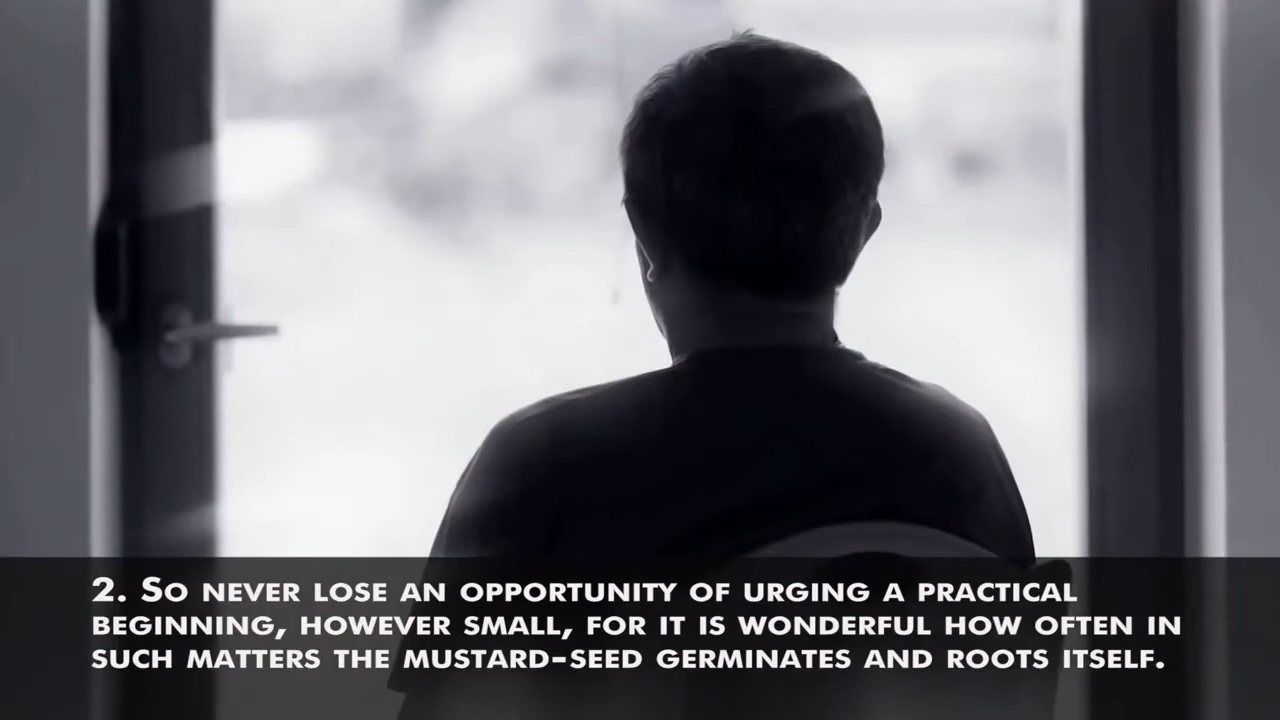 2. So never lose an opportunity of urging a practical
beginning, however small, for it is wonderful how often in
such matters the mustard-seed germinates and roots itself.